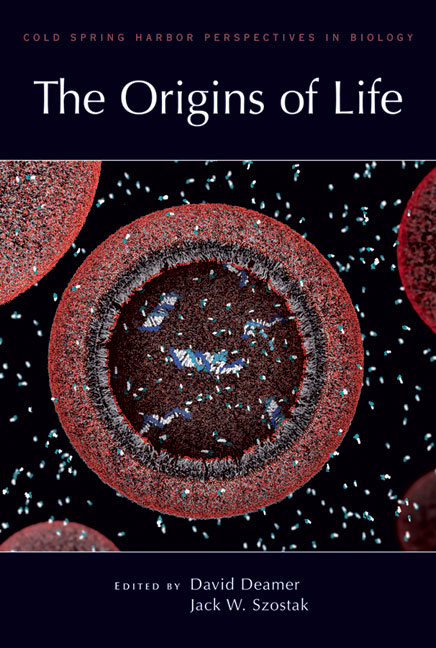 COLD SPRING HARBOR PERSPECTIVES IN BIOLOGY
The Origins of Life
EDITED BY David Deamer
Jack W. Szostak